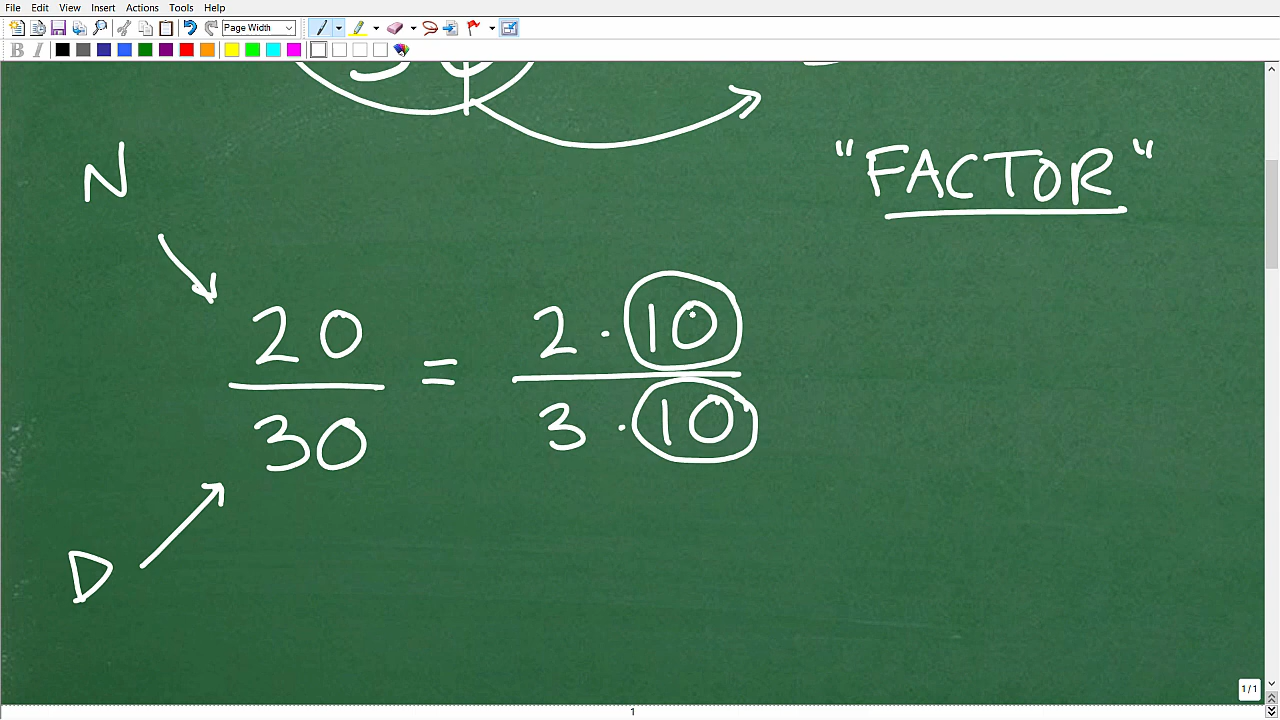 File Edit View Insert Actions Tools Help
Page Width
B I
"FACTOR"
N
20/30 = 2·10/3·10
D
1/1
1